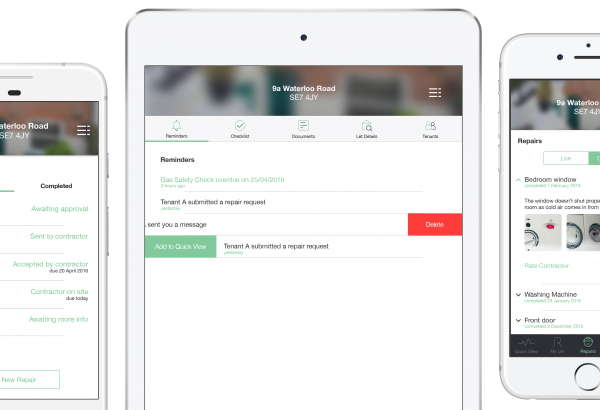 aterloo Road
7 4JY
Completed
Awaiting approval
Sent to contractor
Accepted by contractor
due 20 April 2016
Contractor on site
due today
Awaiting more info
New Repair
9a Waterloo Road
SE7 4JY
Reminders
Checklist
Documents
Let Details
Tenants
Reminders
Gas Safety Check overdue on 25/04/2016
5 hours ago
Tenant A submitted a repair request
yesterday
sent you a message
Delete
Add to Quick View
Tenant A submitted a repair request
yesterday
9a Waterloo
SE7 4JY
Repairs
Live
Bedroom window
completed 1 February 2016
The window doesn't shut prope
room as cold air comes in from
Rate Contractor
Washing Machine
completed 23 January 2016
Front door
completed 3 December 2015
Quick View
My Let
Repairs